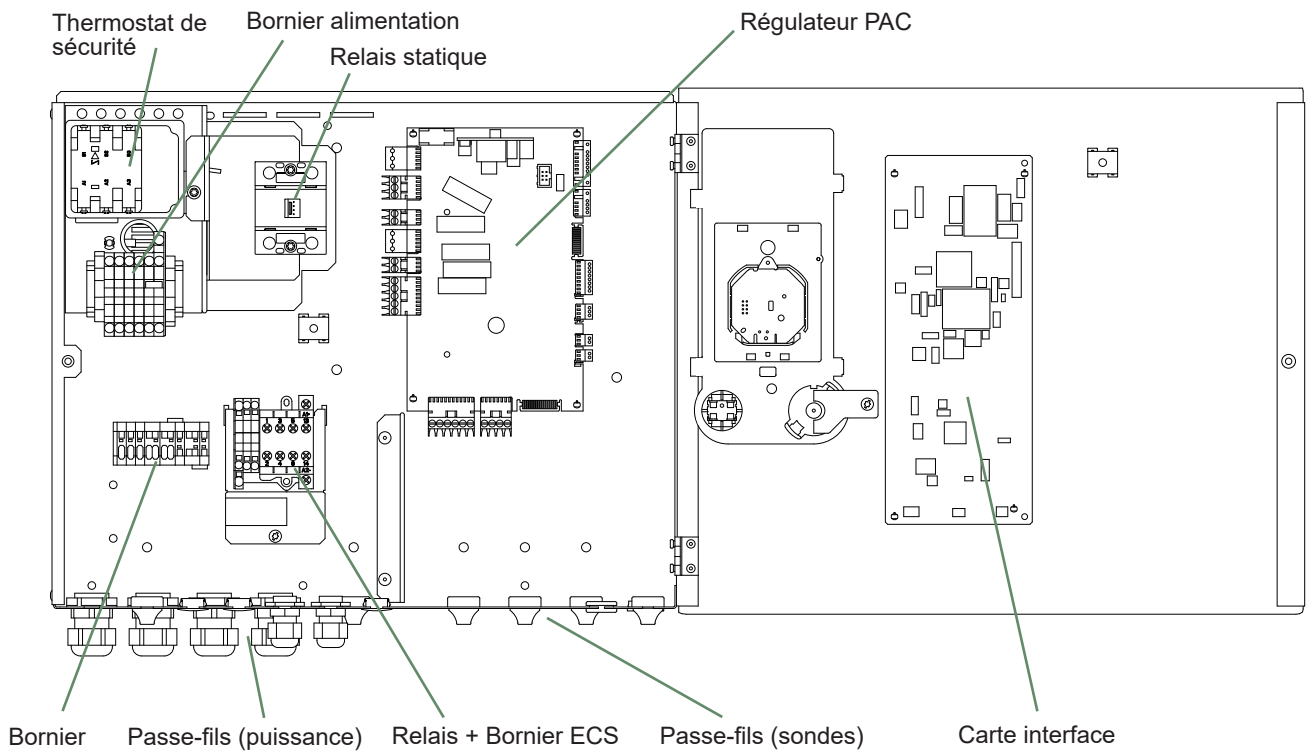 Thermostat de
sécurité
Bornier alimentation
Relais statique
Régulateur PAC
Bornier
Passe-fils (puissance)
Relais + Bornier ECS
Passe-fils (sondes)
Carte interface